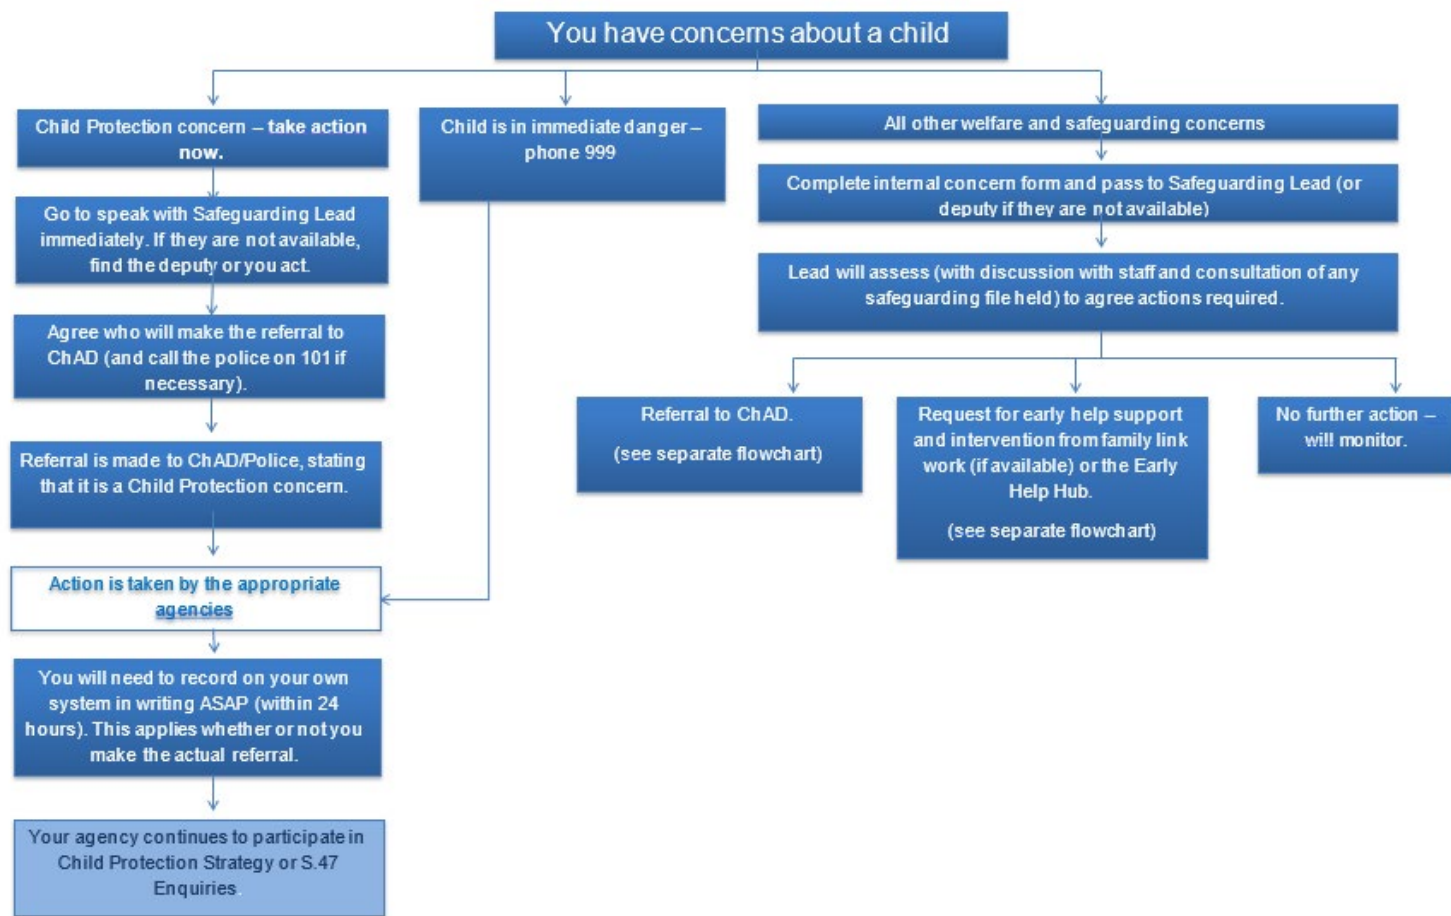 You have concerns about a child
Child Protection concern – take action
now.
Go to speak with Safeguarding Lead
immediately. If they are not available,
find the deputy or you act.
Agree who will make the referral to
ChAD (and call the police on 101 if
necessary).
Referral is made to ChAD/Police, stating
that it is a Child Protection concern.
Action is taken by the appropriate
agencies
You will need to record on your own
system in writing ASAP (within 24
hours). This applies whether or not you
make the actual referral.
Your agency continues to participate in
Child Protection Strategy or S.47
Enquiries.
Child is in immediate danger –
phone 999
All other welfare and safeguarding concerns
Complete internal concern form and pass to Safeguarding Lead (or
deputy if they are not available)
Lead will assess (with discussion with staff and consultation of any
safeguarding file held) to agree actions required.
Referral to ChAD.
(see separate flowchart)
Request for early help support
and intervention from family link
work (if available) or the Early
Help Hub.
(see separate flowchart)
No further action –
will monitor.